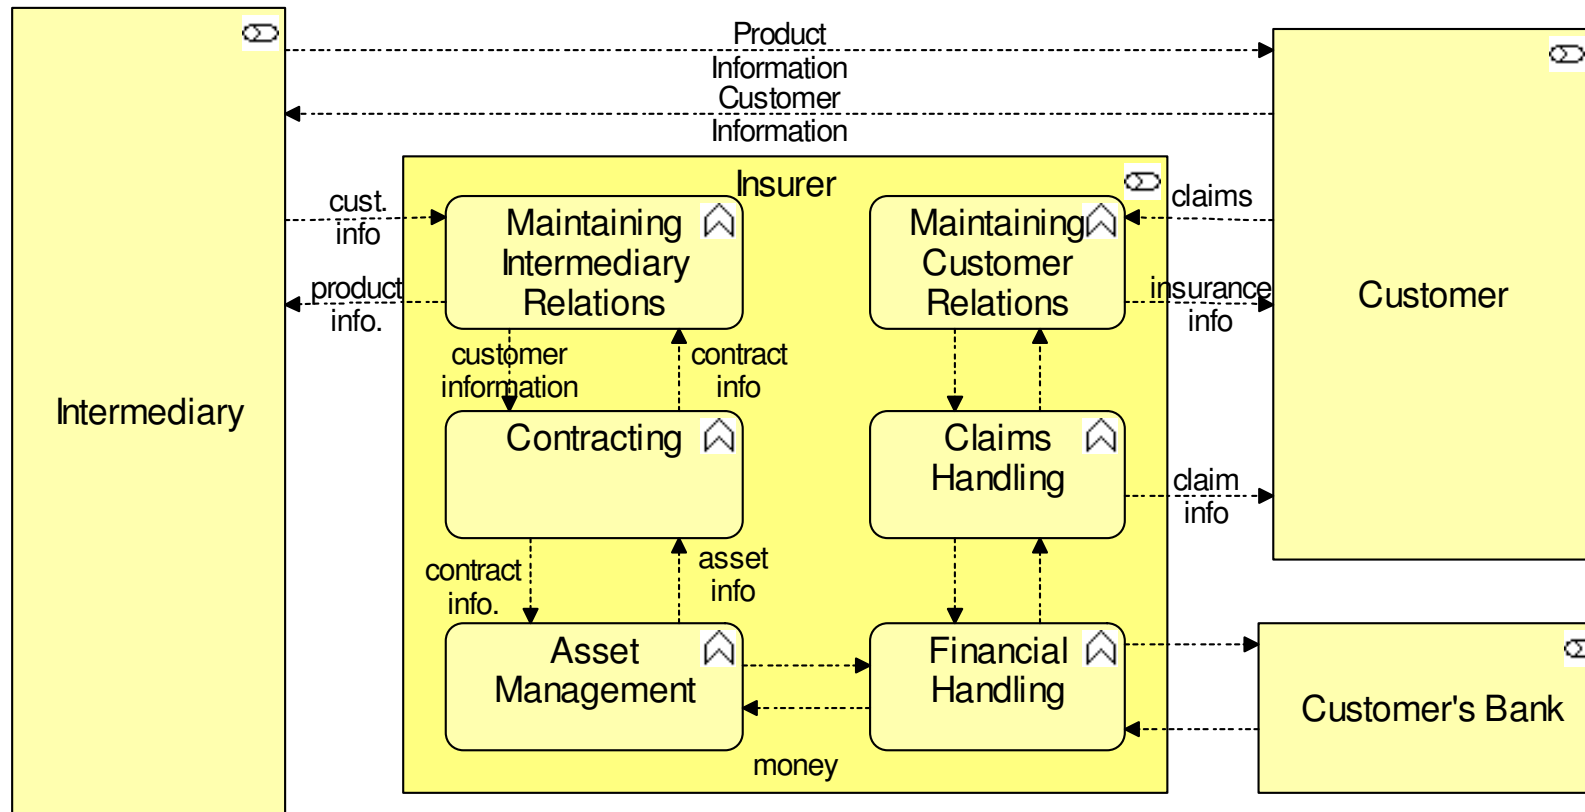 Product
Information
Customer
Information
Insurer
cust.
info
Maintaining
Intermediary
Relations
Maintaining
Customer
Relations
claims
product
info.
insurance
info
Customer
customer
information
contract
info
Intermediary
Contracting
Claims
Handling
claim
info
contract
info.
asset
info
Asset
Management
Financial
Handling
Customer's Bank
money